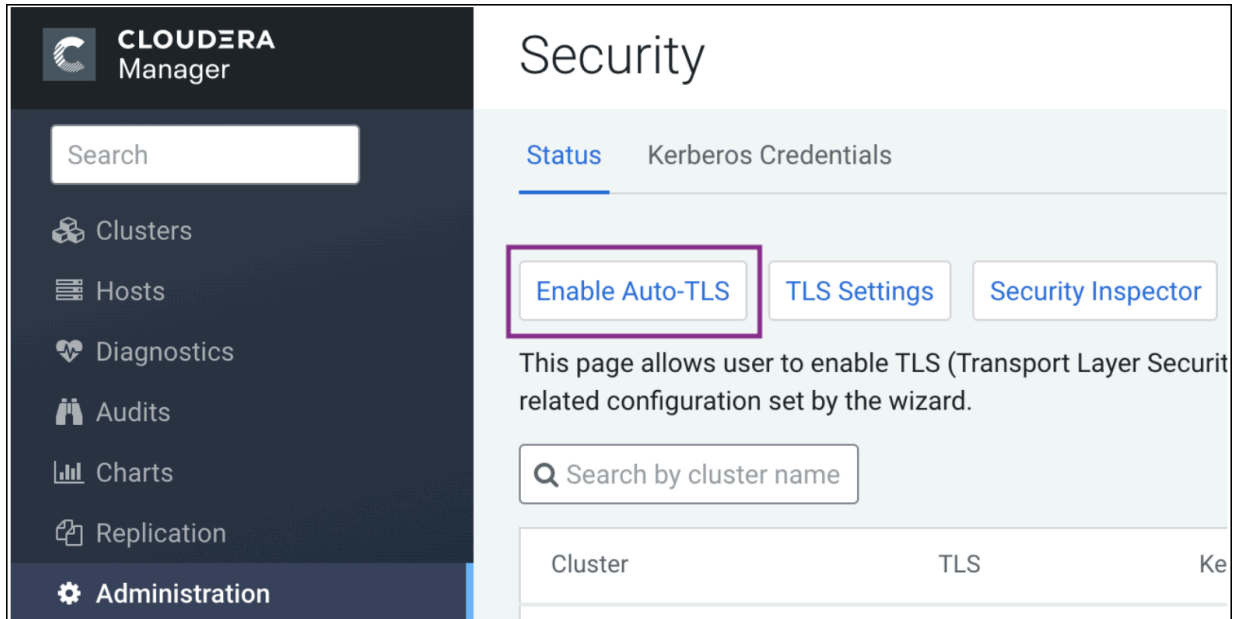 CLOUDERA
Manager
Search
Clusters
Hosts
Diagnostics
Audits
Charts
Replication
Administration
Security
Status Kerberos Credentials
Enable Auto-TLS TLS Settings Security Inspector
This page allows user to enable TLS (Transport Layer Securit
related configuration set by the wizard.
Search by cluster name
Cluster TLS Ke